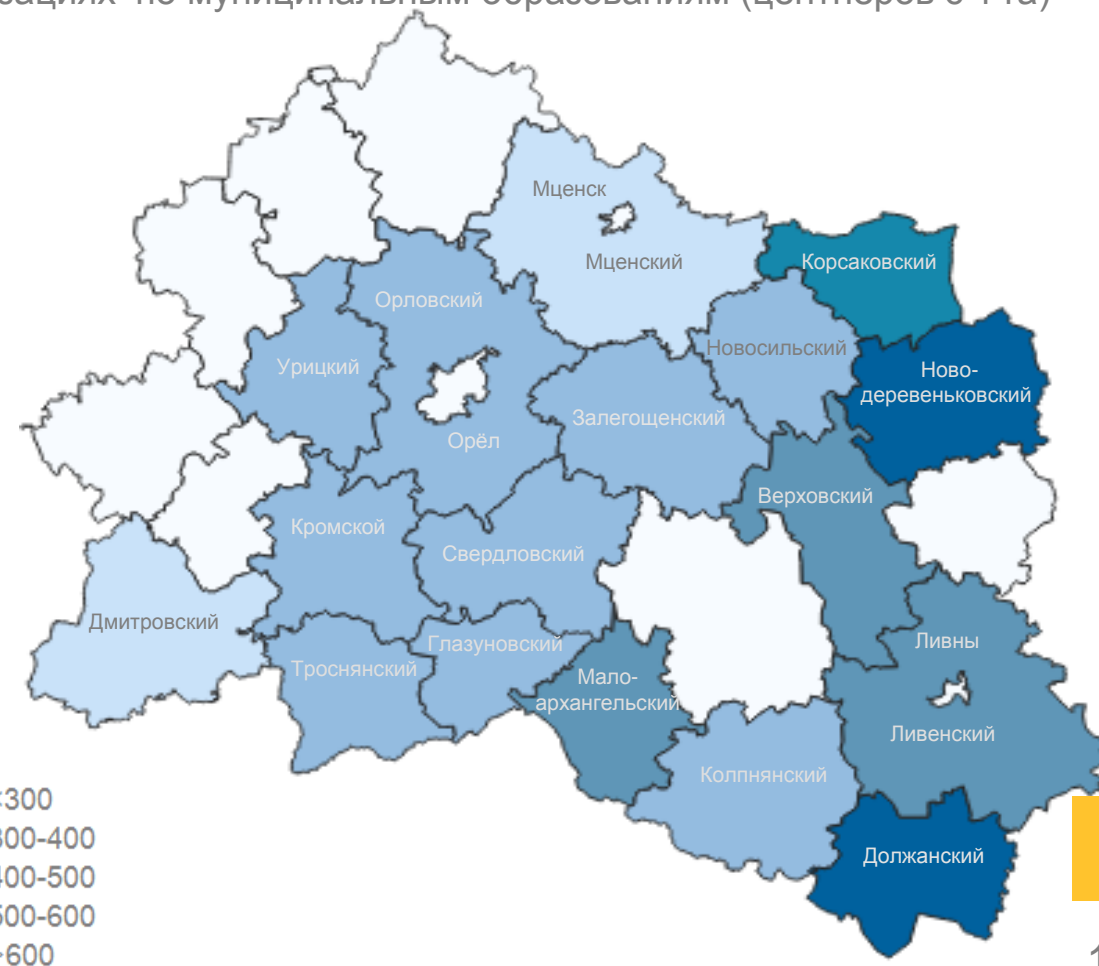 по муниципальным образованиям (центнеров с 1 га)
Мценск
Мценский
Корсаковский
Орловский
Новосильский
Урицкий
Ново-
деревеньковский
Залегощенский
Орёл
Верховский
Кромской
Свердловский
Дмитровский
Глазуновский
Ливны
Троснянский
Мало-
архангельский
Ливенский
Колпнянский
<300
300-400
400-500
500-600
>600
Должанский